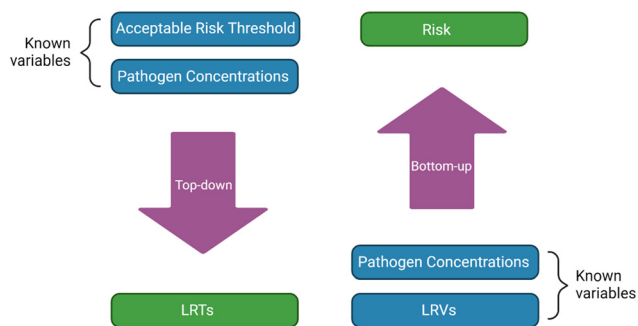 Known
variables
Acceptable Risk Threshold
Pathogen Concentrations
Top-down
LRTs
Risk
Bottom-up
Pathogen Concentrations
LRVs
Known
variables